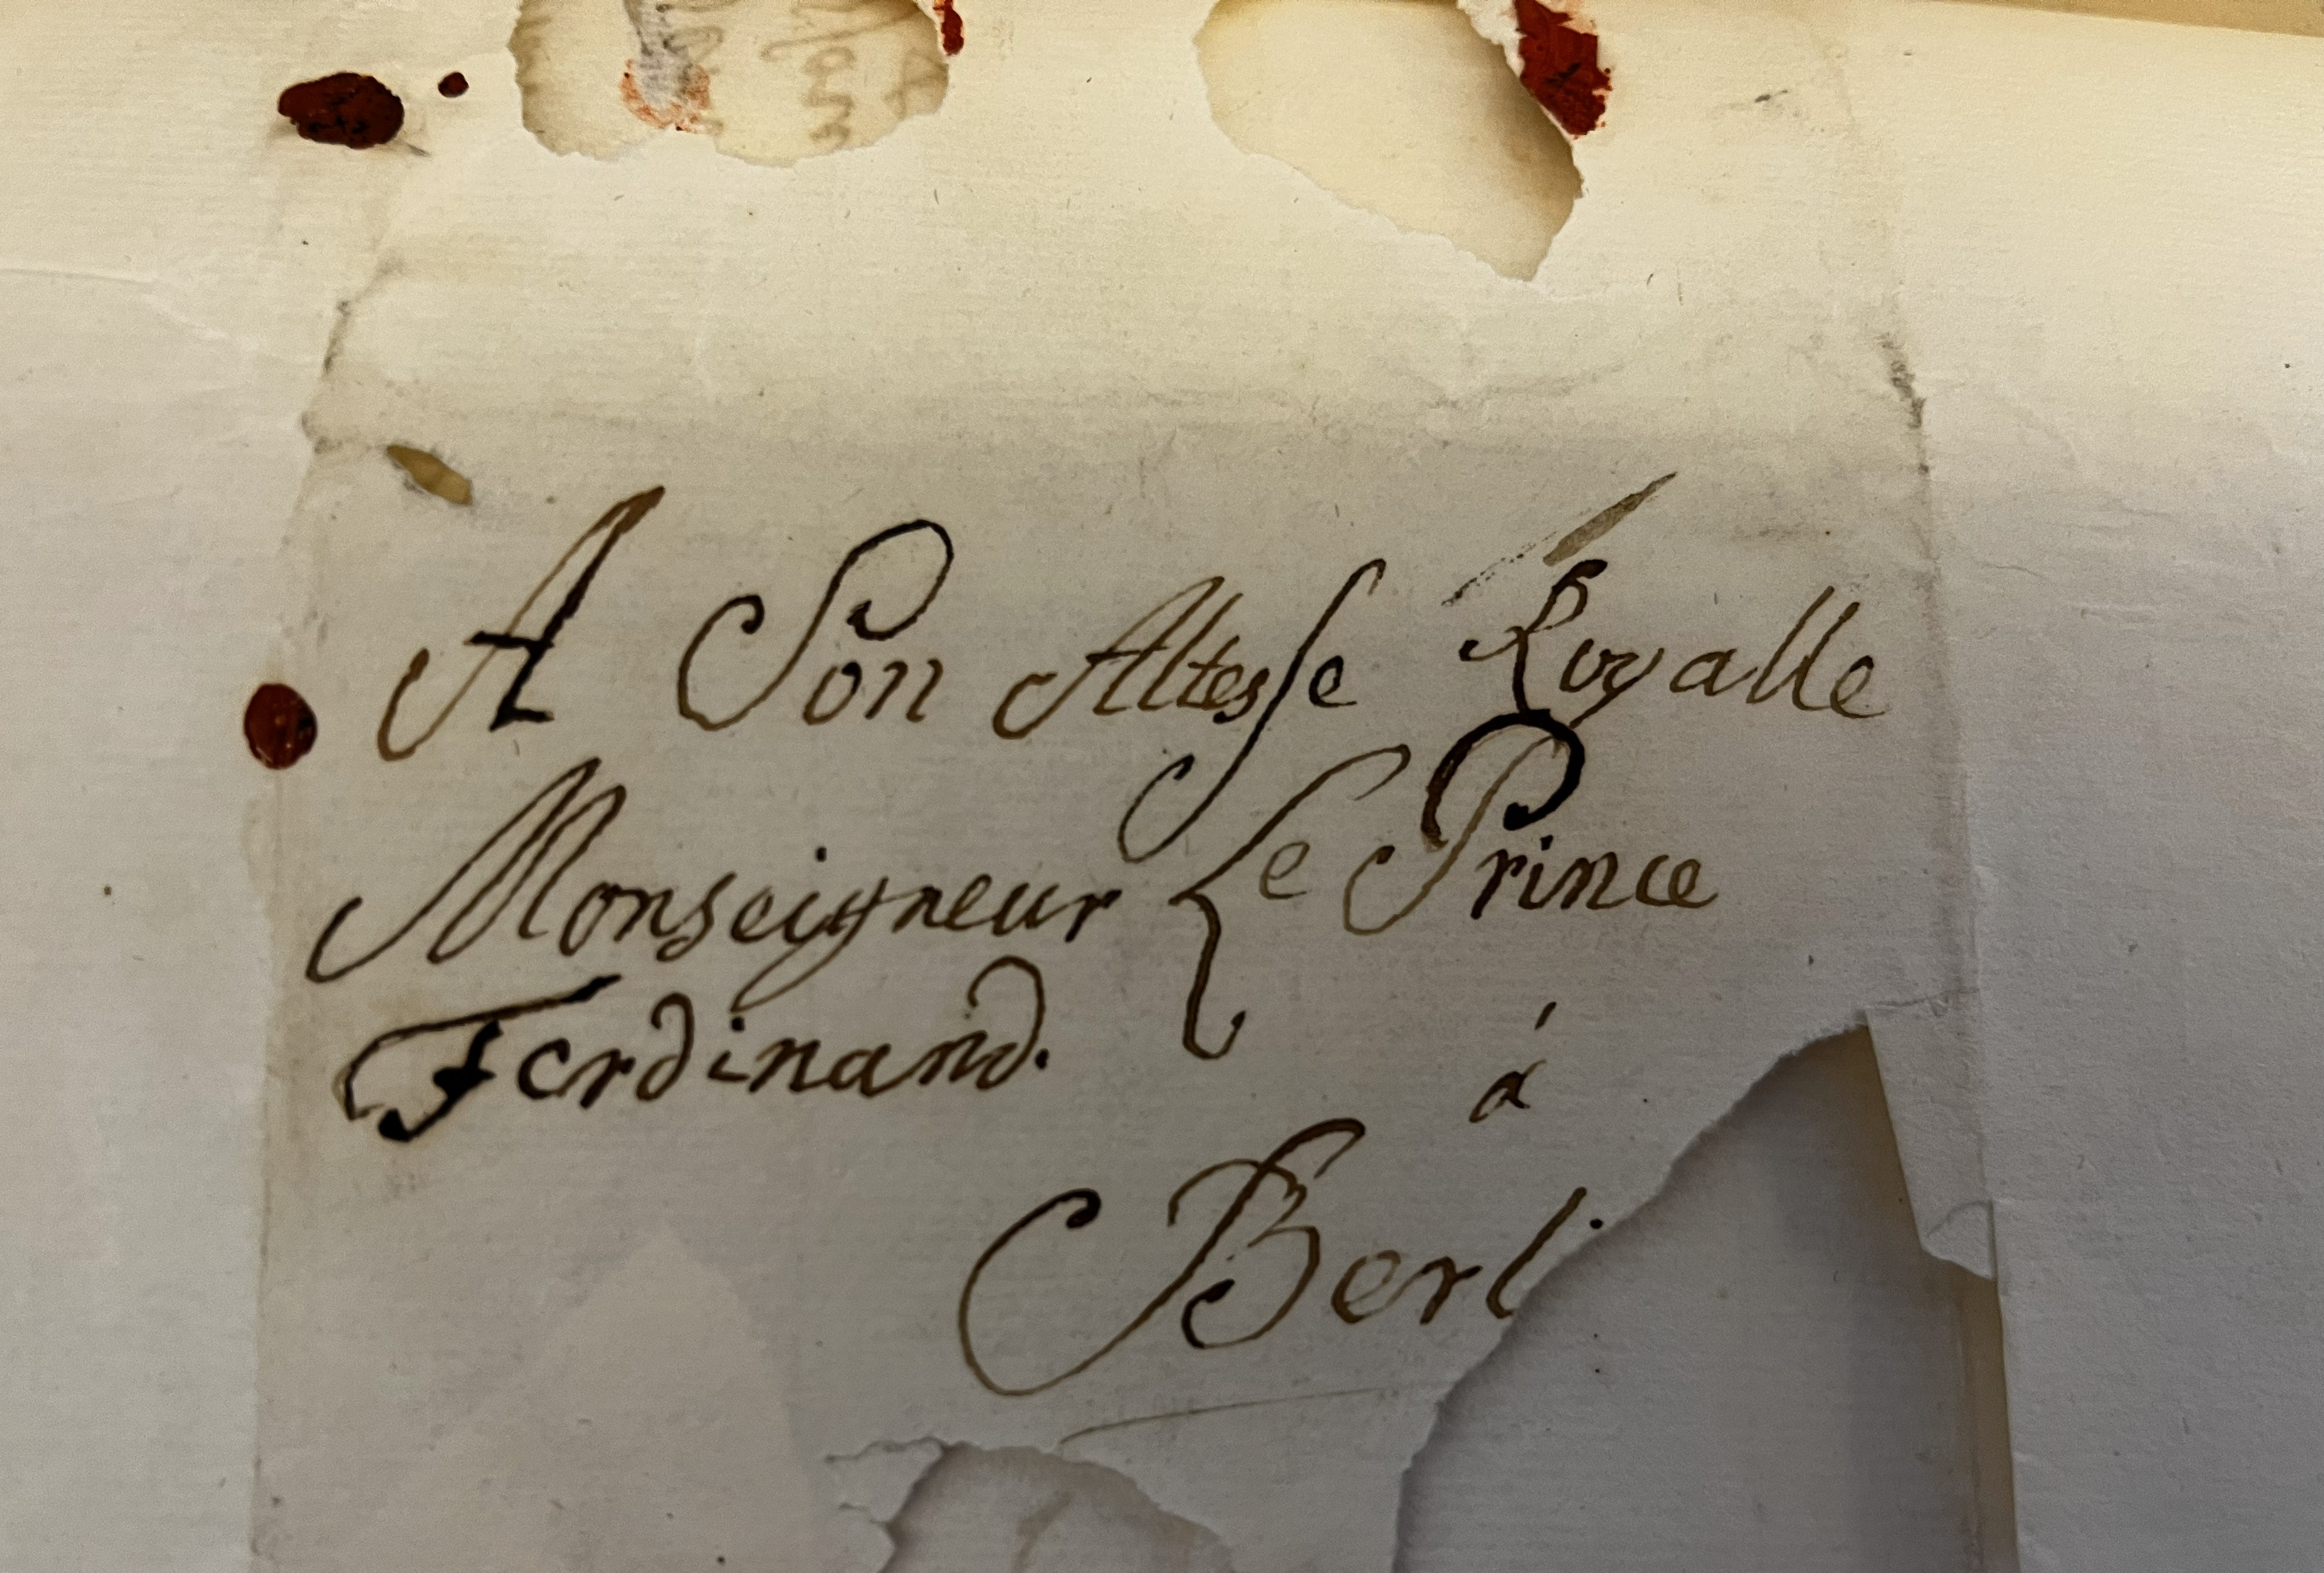 A Son Altesse Royalle
Monseigneur Le Prince
Ferdinand.
á
Berl